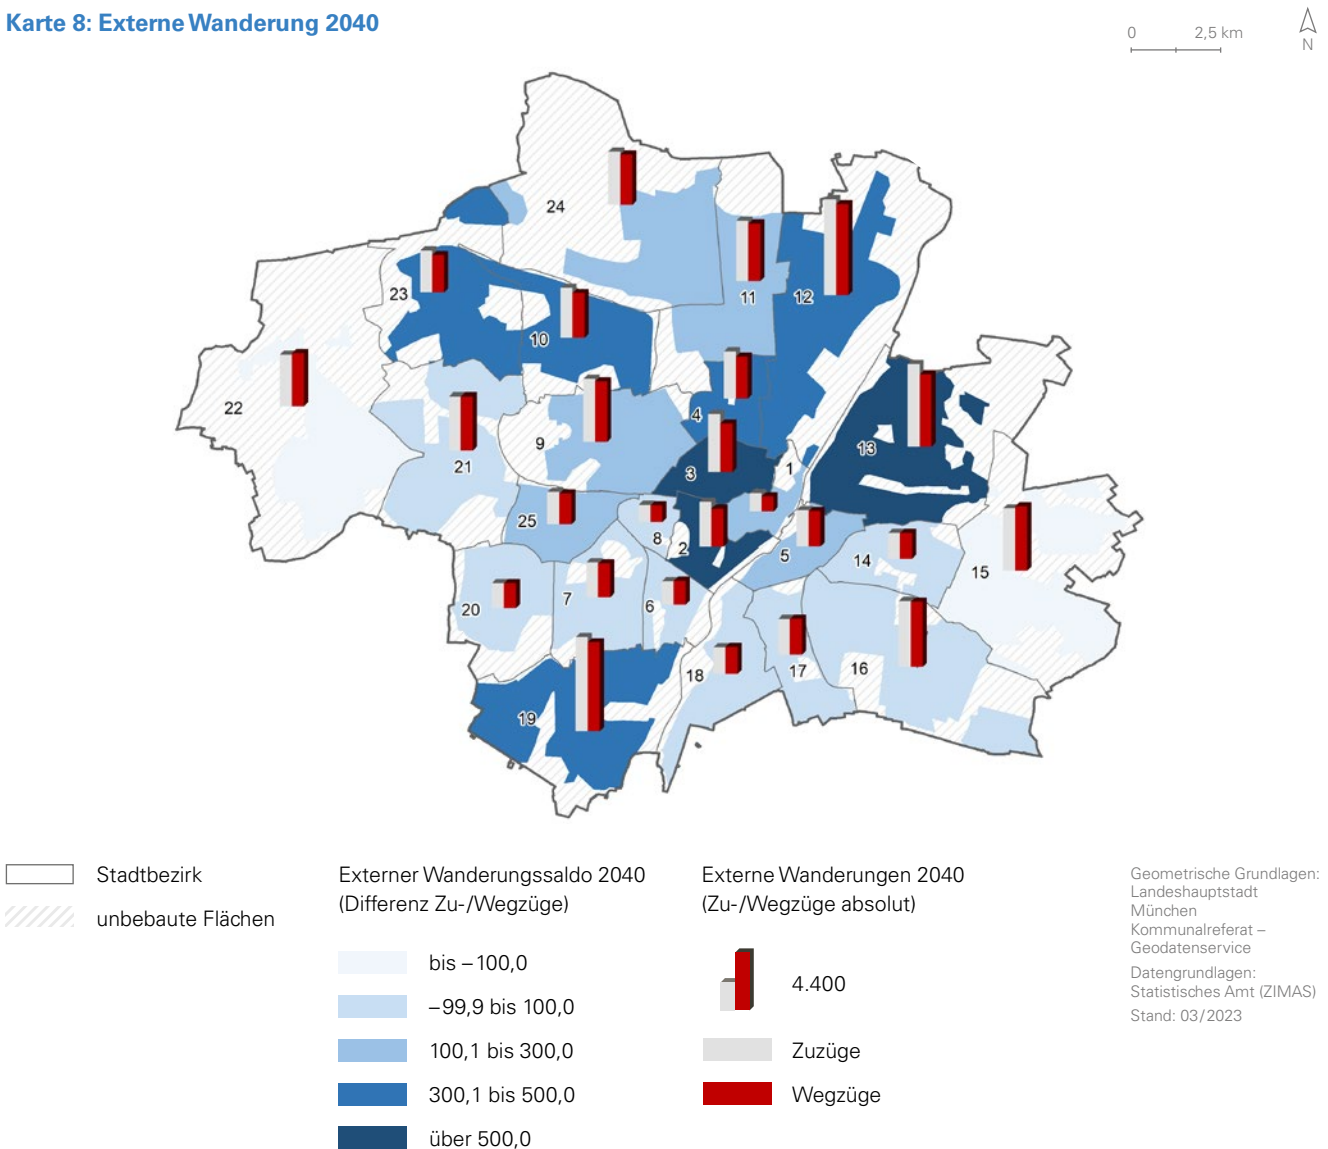 Karte 8: Externe Wanderung 2040
0 2,5 km
N
24
23
11
12
10
22
4
9
13
21
3
1
25
8
2
5
14
15
20
7
6
18
17
16
19
Stadtbezirk
unbebaute Flächen
Externer Wanderungssaldo 2040
(Differenz Zu-/Wegzüge)
bis –100,0
–99,9 bis 100,0
100,1 bis 300,0
300,1 bis 500,0
über 500,0
Externe Wanderungen 2040
(Zu-/Wegzüge absolut)
4.400
Zuzüge
Wegzüge
Geometrische Grundlagen:
Landeshauptstadt
München
Kommunalreferat –
Geodatenservice
Datengrundlagen:
Statistisches Amt (ZIMAS)
Stand: 03/2023